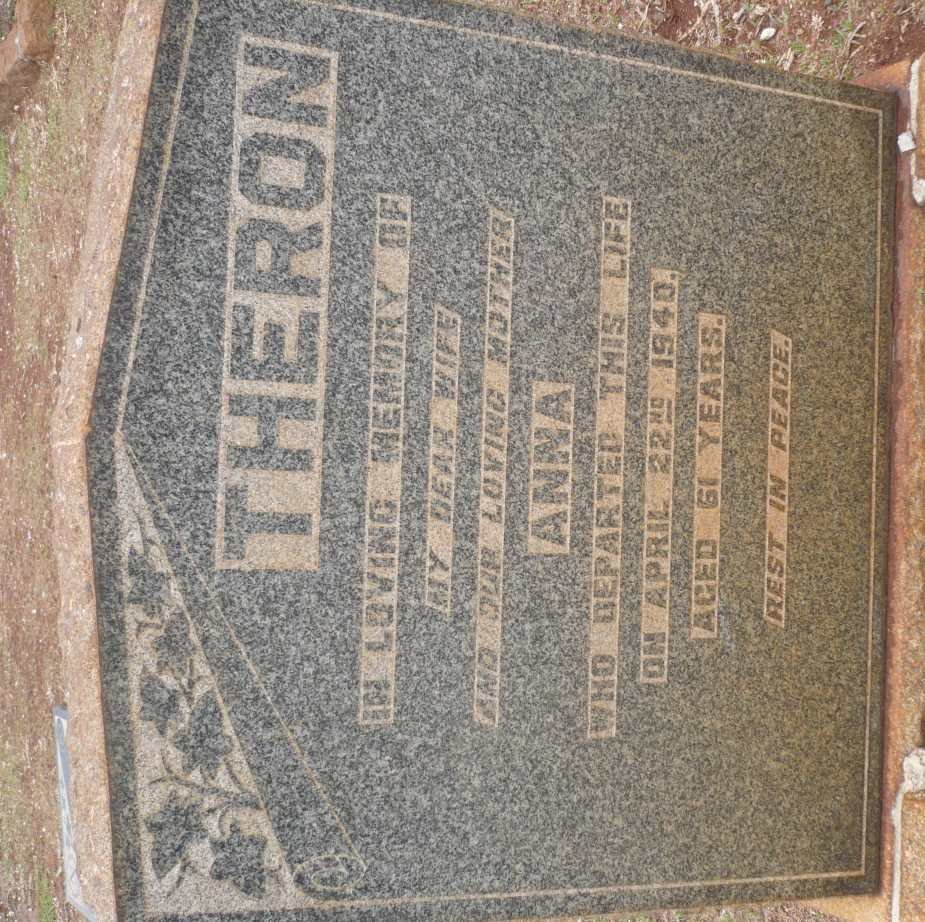 THERON
IN LOVING MEMORY OF
MY DEAR WIFE
AND OUR LOVING MOTHER
ANNA
WHO DEPARTED THIS LIFE
ON APRIL 22ND 1940.
AGED 61 YEARS.
REST IN PEACE.